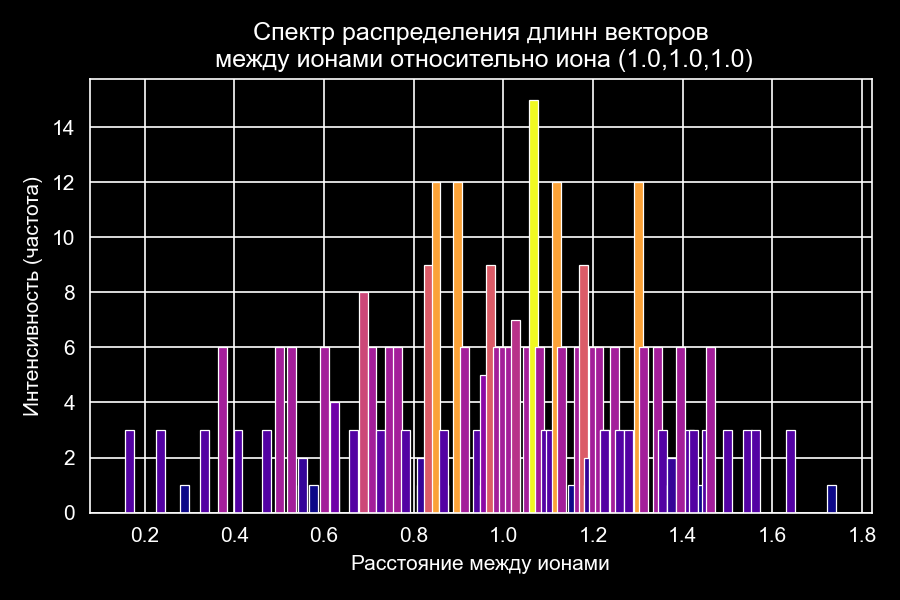 Спектр распределения длинн векторов
между ионами относительно иона (1.0,1.0,1.0)
Интенсивность (частота)
14
12
10
8
6
4
2
0
0.2 0.4 0.6 0.8 1.0 1.2 1.4 1.6 1.8
Расстояние между ионами